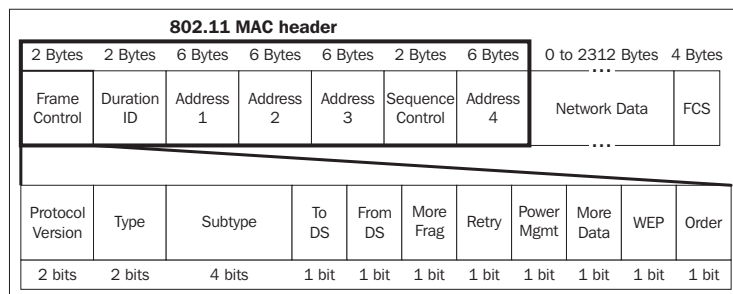 802.11 MAC header
2 Bytes 2 Bytes 6 Bytes 6 Bytes 6 Bytes 2 Bytes 6 Bytes 0 to 2312 Bytes 4 Bytes
Frame Control
Duration ID
Address 1
Address 2
Address 3
Sequence Control
Address 4
Network Data
FCS
Protocol Version
Type
Subtype
To DS
From DS
More Frag
Retry
Power Mgmt
More Data
WEP
Order
2 bits 2 bits 4 bits 1 bit 1 bit 1 bit 1 bit 1 bit 1 bit 1 bit 1 bit